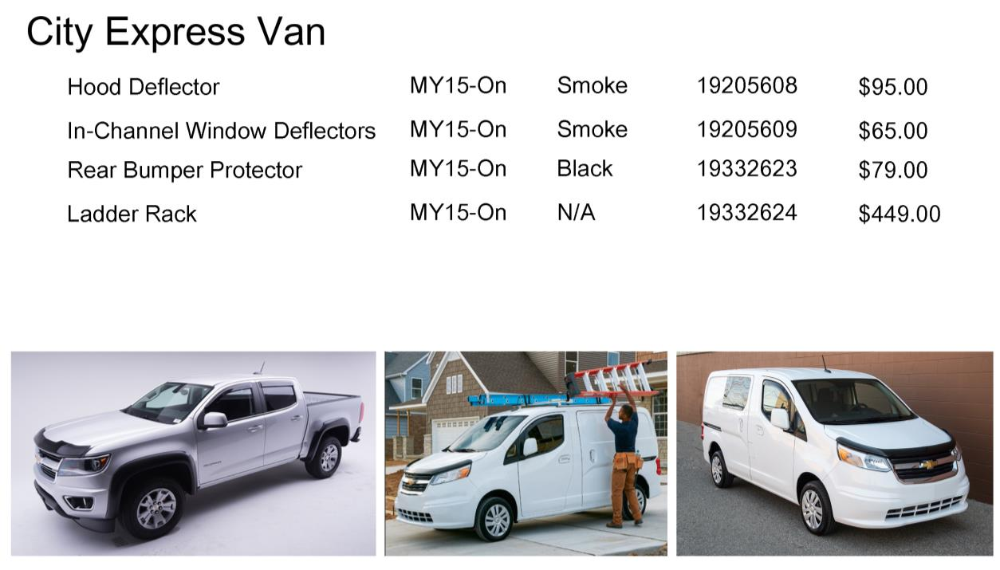 City Express Van
Hood Deflector MY15-On Smoke 19205608 $95.00
In-Channel Window Deflectors MY15-On Smoke 19205609 $65.00
Rear Bumper Protector MY15-On Black 19332623 $79.00
Ladder Rack MY15-On N/A 19332624 $449.00